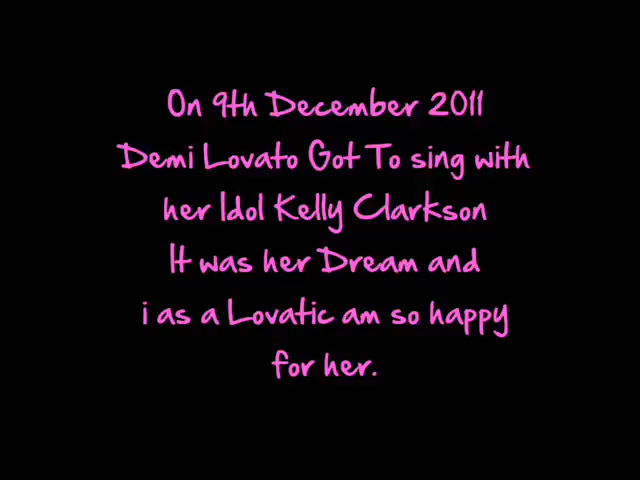 On 9th December 2011
Demi Lovato Got To sing with
her Idol Kelly Clarkson
It was her Dream and
i as a Lovatic am so happy
for her.